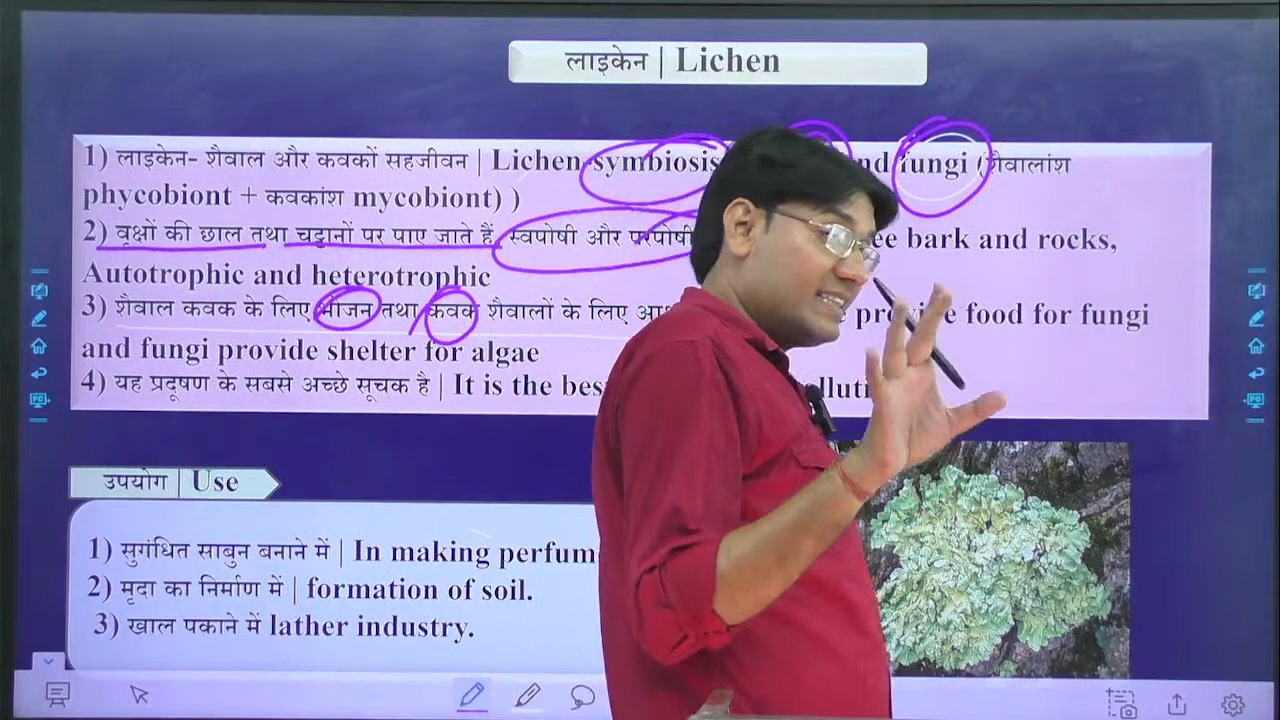 लाइकेन | Lichen
1) लाइकेन- शैवाल और कवकों सहजीवन | Lichen symbiosis nd fungi (शैवालांश
phycobiont + कवकांश mycobiont) )
2) वृक्षों की छाल तथा चट्टानों पर पाए जाते हैं, स्वपोषी और परपोषी ee bark and rocks,
Autotrophic and heterotrophic
3) शैवाल कवक के लिए भोजन तथा कवक शैवालों के लिए provide food for fungi
and fungi provide shelter for algae
4) यह प्रदूषण के सबसे अच्छे सूचक है | It is the bes
उपयोग | Use
1) सुगंधित साबुन बनाने में | In making perfum
2) मृदा का निर्माण में | formation of soil.
3) खाल पकाने में lather industry.